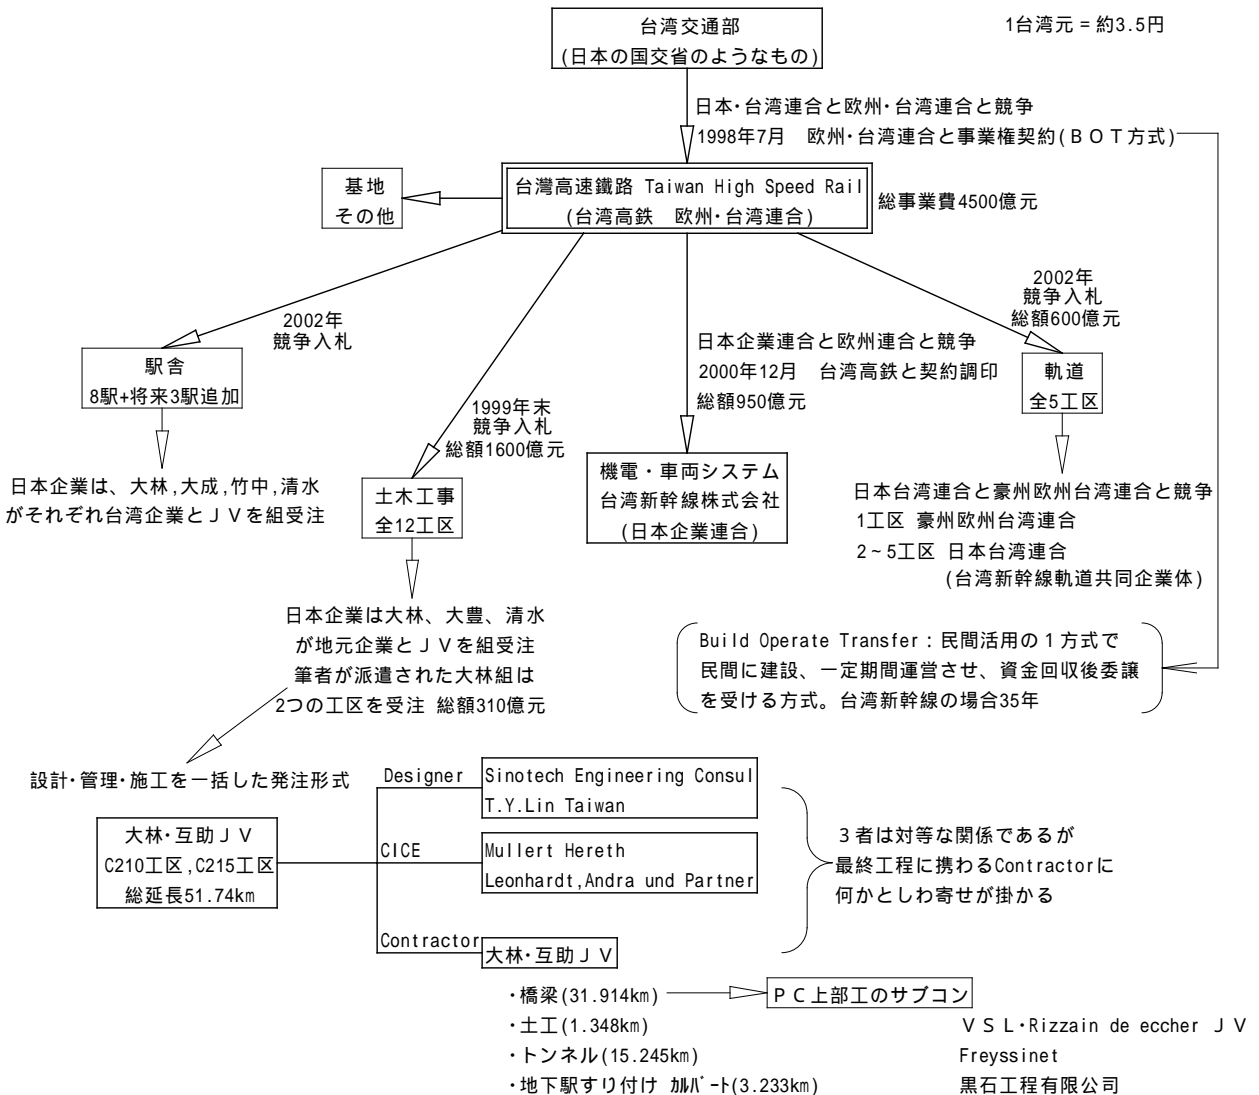 台湾交通部
(日本の国交省のようなもの)
1台湾元 = 約3.5円
日本･台湾連合と欧州･台湾連合と競争
1998年7月　欧州･台湾連合と事業権契約(ＢＯＴ方式)
基地
その他
台灣高速鐵路 Taiwan High Speed Rail
(台湾高鉄　欧州･台湾連合)
総事業費4500億元
2002年
競争入札
駅舎
8駅+将来3駅追加
日本企業は、大林,大成,竹中,清水
がそれぞれ台湾企業とＪＶを組受注
1999年末
競争入札
総額1600億元
土木工事
全12工区
日本企業連合と欧州連合と競争
2000年12月　台湾高鉄と契約調印
総額950億元
機電・車両システム
台湾新幹線株式会社
(日本企業連合)
2002年
競争入札
総額600億元
軌道
全5工区
日本台湾連合と豪州欧州台湾連合と競争
1工区 豪州欧州台湾連合
2~5工区 日本台湾連合
(台湾新幹線軌道共同企業体)
日本企業は大林、大豊、清水
が地元企業とＪＶを組受注
筆者が派遣された大林組は
2つの工区を受注 総額310億元
Build Operate Transfer：民間活用の１方式で
民間に建設、一定期間運営させ、資金回収後委譲
を受ける方式。台湾新幹線の場合35年
設計･管理･施工を一括した発注形式
大林･互助ＪＶ
C210工区,C215工区
総延長51.74km
Designer
Sinotech Engineering Consul
T.Y.Lin Taiwan
CICE
Mullert Hereth
Leonhardt,Andra und Partner
Contractor
大林･互助ＪＶ
３者は対等な関係であるが
最終工程に携わるContractorに
何かとしわ寄せが掛かる
･橋梁(31.914km)
ＰＣ上部工のサブコン
･土工(1.348km)
ＶＳＬ･Rizzain de eccher ＪＶ
･トンネル(15.245km)
Freyssinet
･地下駅すり付け ｶﾙﾊﾞｰﾄ(3.233km)
黒石工程有限公司